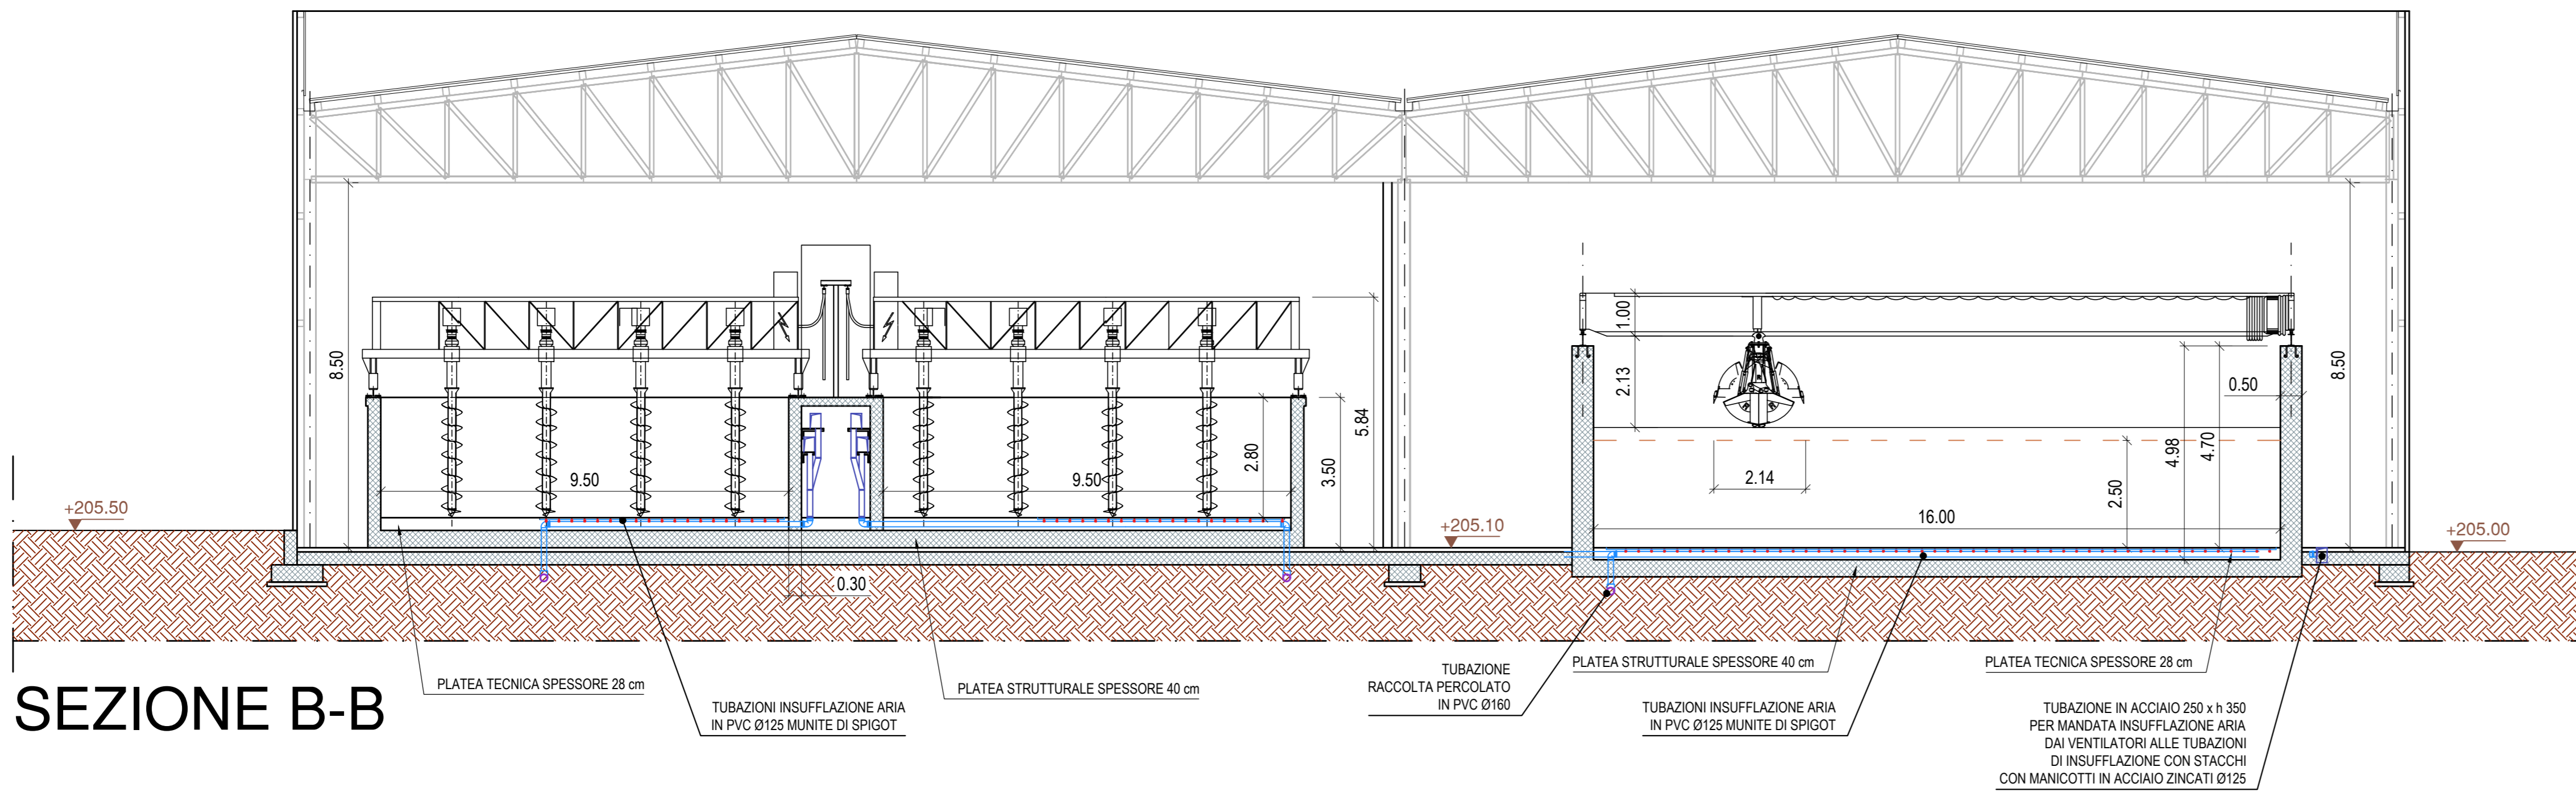 8.50
+205.50
9.50
9.50
2.80
3.50
5.84
0.30
1.00
2.13
2.14
16.00
2.50
4.98
4.70
0.50
8.50
+205.10
+205.00
SEZIONE B-B
PLATEA TECNICA SPESSORE 28 cm
TUBAZIONI INSUFFLAZIONE ARIA
IN PVC Ø125 MUNITE DI SPIGOT
PLATEA STRUTTURALE SPESSORE 40 cm
TUBAZIONE
RACCOLTA PERCOLATO
IN PVC Ø160
PLATEA STRUTTURALE SPESSORE 40 cm
TUBAZIONI INSUFFLAZIONE ARIA
IN PVC Ø125 MUNITE DI SPIGOT
PLATEA TECNICA SPESSORE 28 cm
TUBAZIONE IN ACCIAIO 250 x h 350
PER MANDATA INSUFFLAZIONE ARIA
DAI VENTILATORI ALLE TUBAZIONI
DI INSUFFLAZIONE CON STACCHI
CON MANICOTTI IN ACCIAIO ZINCATI Ø125